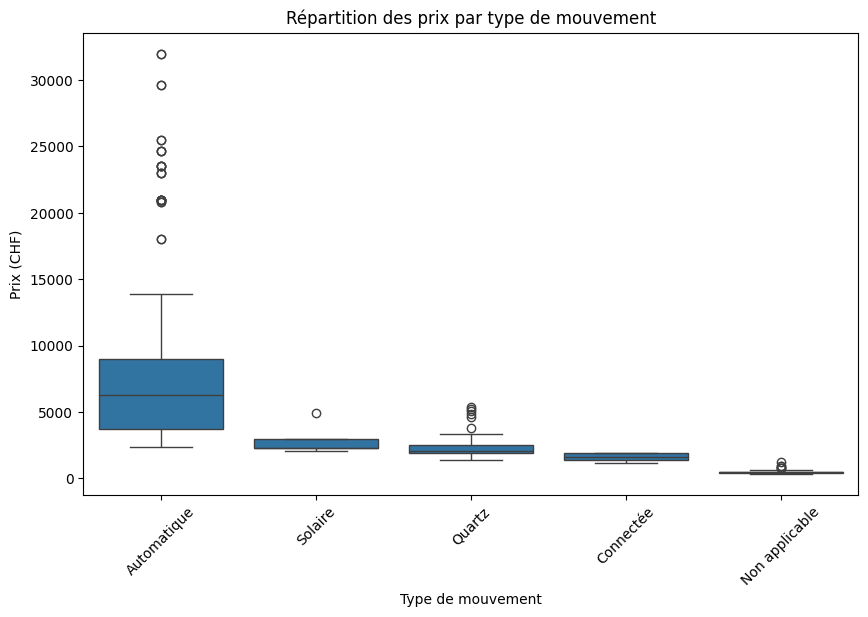 Répartition des prix par type de mouvement
Prix (CHF)
30000
25000
20000
15000
10000
5000
0
Automatique
Solaire
Quartz
Connectée
Non applicable
Type de mouvement